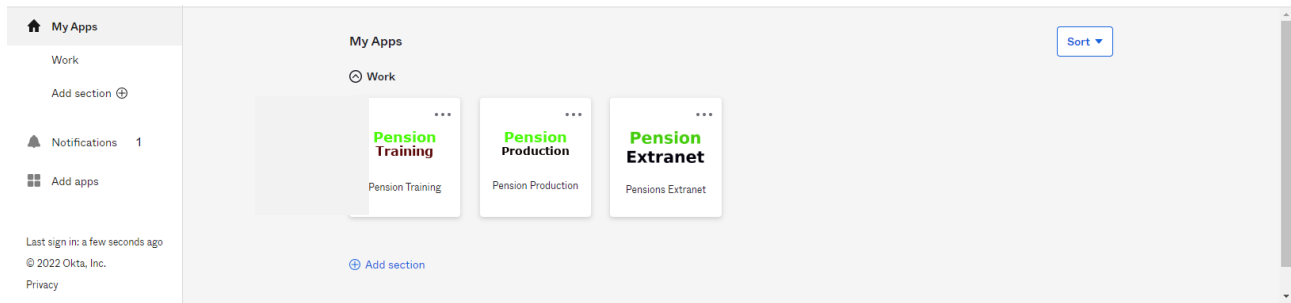 My Apps
Work
Add section
Notifications 1
Add apps
Last sign in: a few seconds ago
© 2022 Okta, Inc.
Privacy
My Apps
Sort
Work
Pension
Training
Pension Training
Pension
Production
Pension Production
Pension
Extranet
Pensions Extranet
Add section